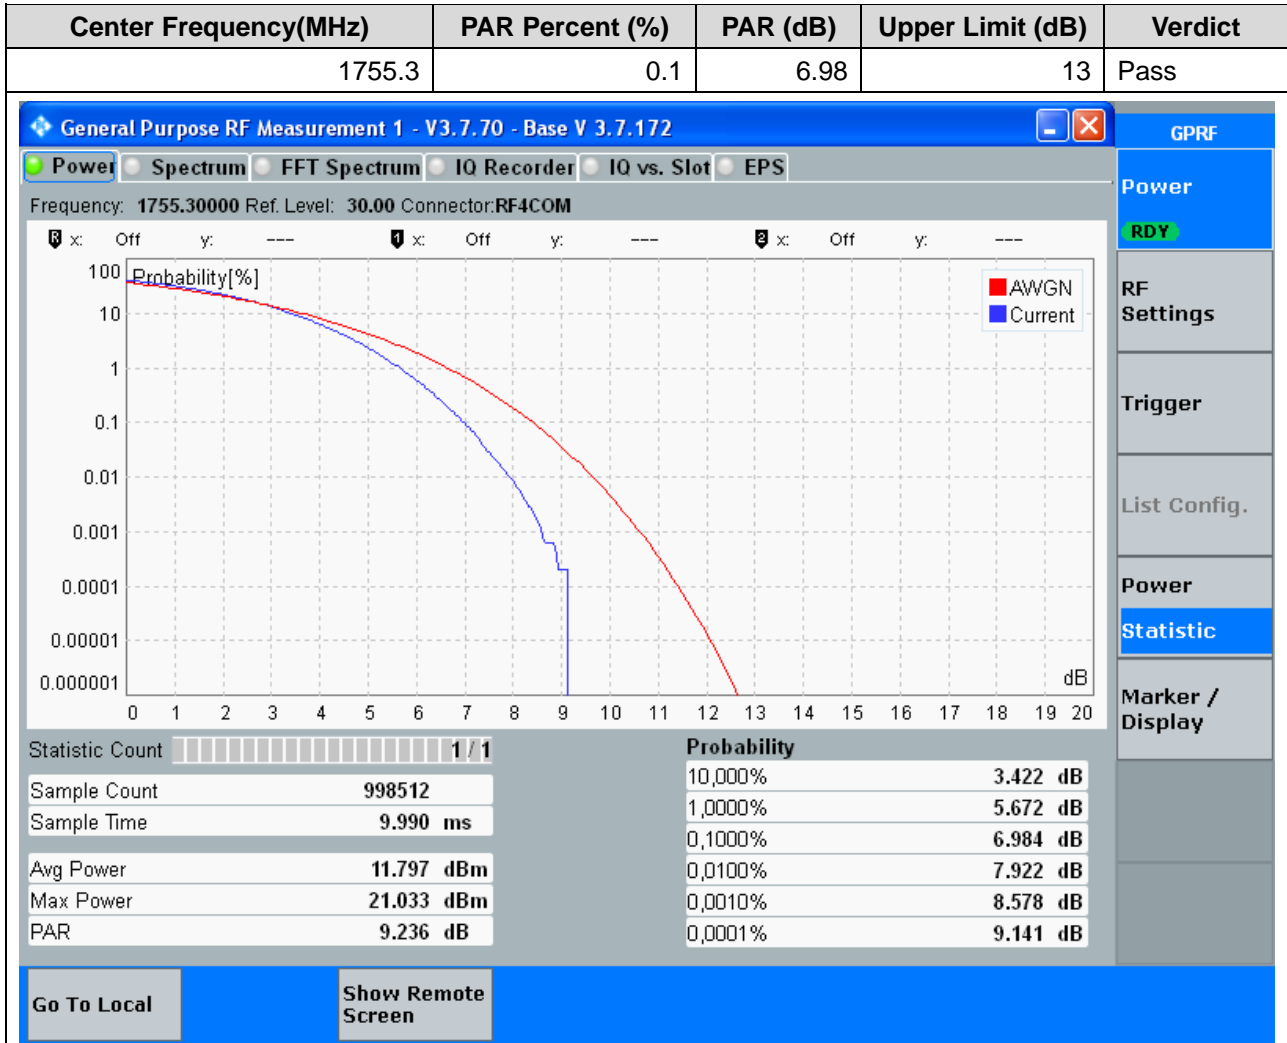 Center Frequency(MHz) PAR Percent (%) PAR (dB) Upper Limit (dB) Verdict
1755.3 0.1 6.98 13 Pass
General Purpose RF Measurement 1 - V3.7.70 - Base V 3.7.172
GPRF
Power Spectrum FFT Spectrum IQ Recorder IQ vs. Slot EPS
Frequency: 1755.30000 Ref. Level: 30.00 Connector:RF4COM
R x: Off y: --- 1 x: Off y: --- 2 x: Off y: ---
Probability[%]
AWGN
Current
100
10
1
0.1
0.01
0.001
0.0001
0.00001
0.000001
dB
0 1 2 3 4 5 6 7 8 9 10 11 12 13 14 15 16 17 18 19 20
Statistic Count 1 / 1
Sample Count 998512
Sample Time 9.990 ms
Avg Power 11.797 dBm
Max Power 21.033 dBm
PAR 9.236 dB
Probability
10,000% 3.422 dB
1,0000% 5.672 dB
0,1000% 6.984 dB
0,0100% 7.922 dB
0,0010% 8.578 dB
0,0001% 9.141 dB
Power
RDY
RF
Settings
Trigger
List Config.
Power
Statistic
Marker /
Display
Go To Local
Show Remote
Screen